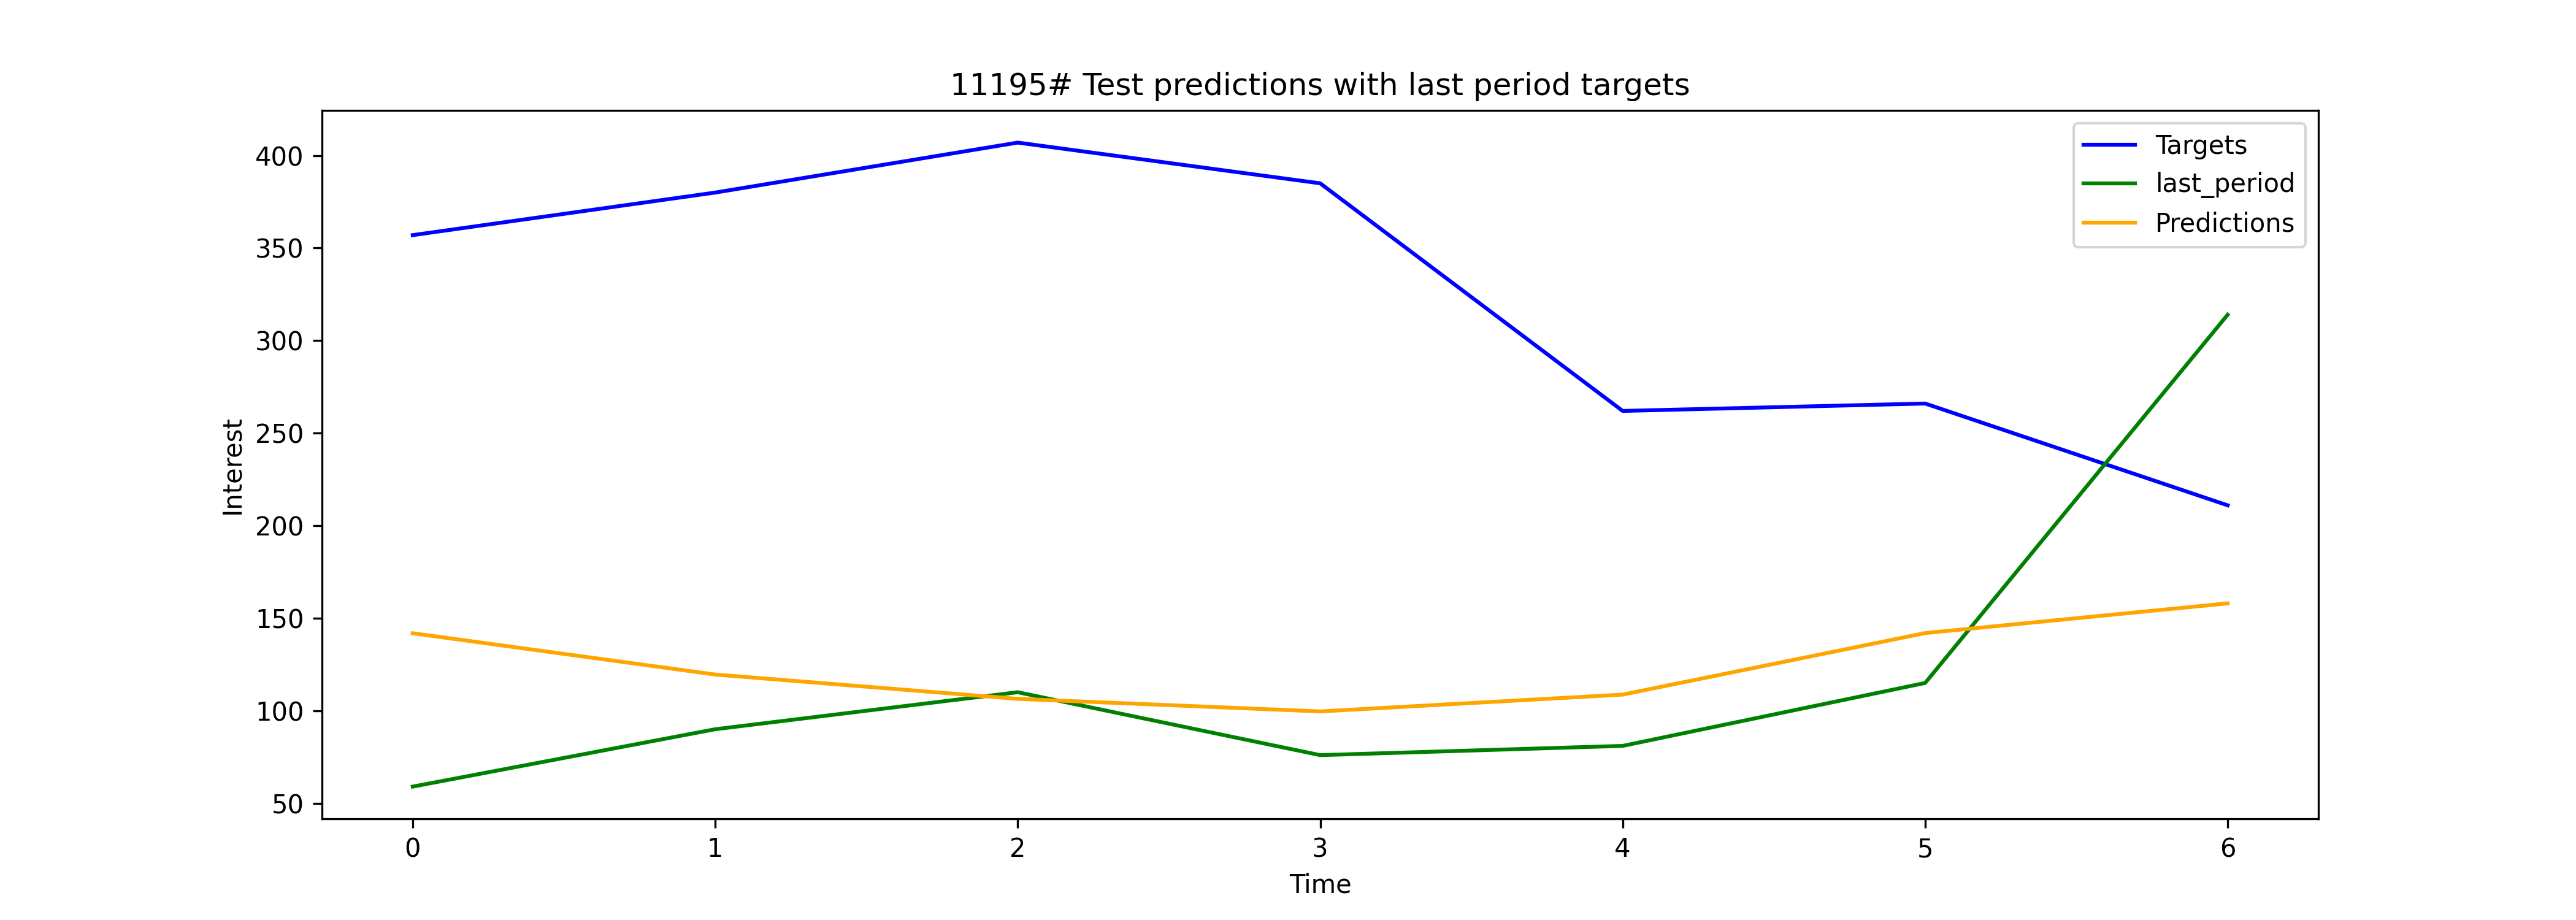 11195# Test predictions with last period targets
Targets
last_period
Predictions
Interest
400
350
300
250
200
150
100
50
0 1 2 3 4 5 6
Time